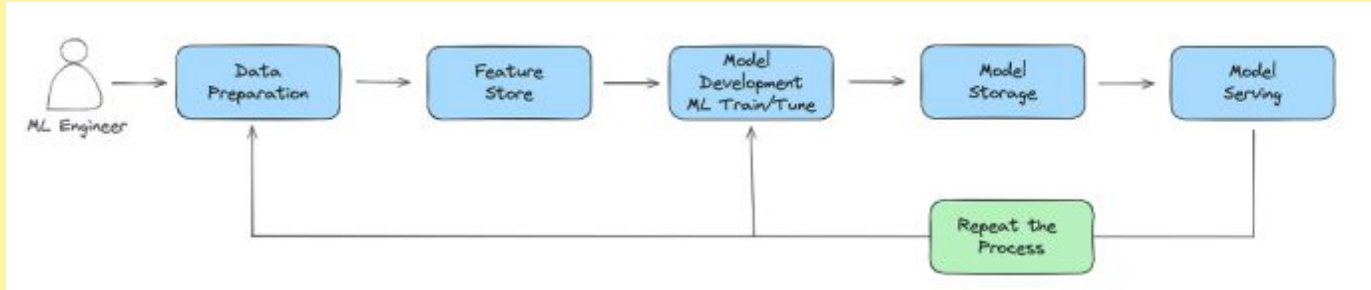 ML Engineer
Data
Preparation
Feature
Store
Model
Development
ML Train/Tune
Model
Storage
Model
Serving
Repeat the
Process